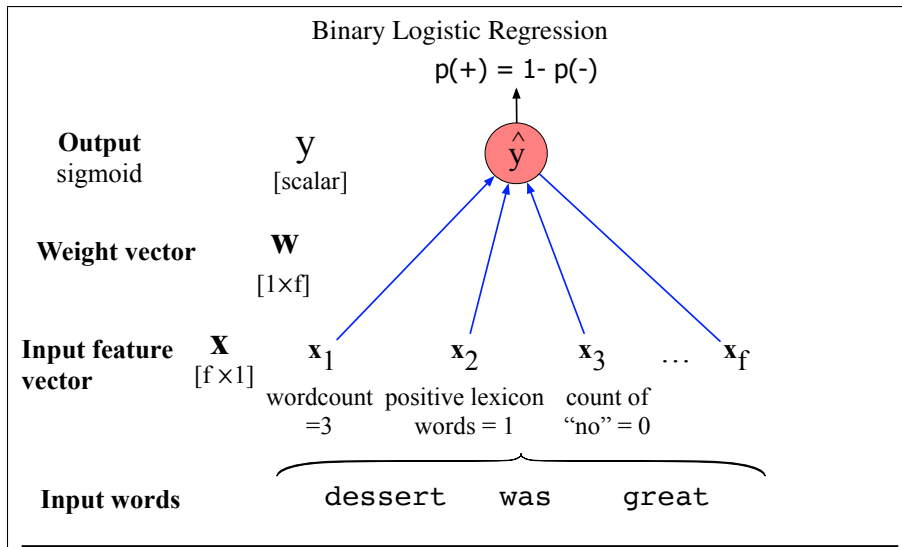 Binary Logistic Regression
p(+) = 1- p(-)
Output
sigmoid
y
[scalar]
ŷ
Weight vector
w
[1×f]
Input feature
vector
x
[f ×1]
x1 x2 x3 … xf
wordcount
=3
positive lexicon
words = 1
count of
“no” = 0
Input words
dessert was great